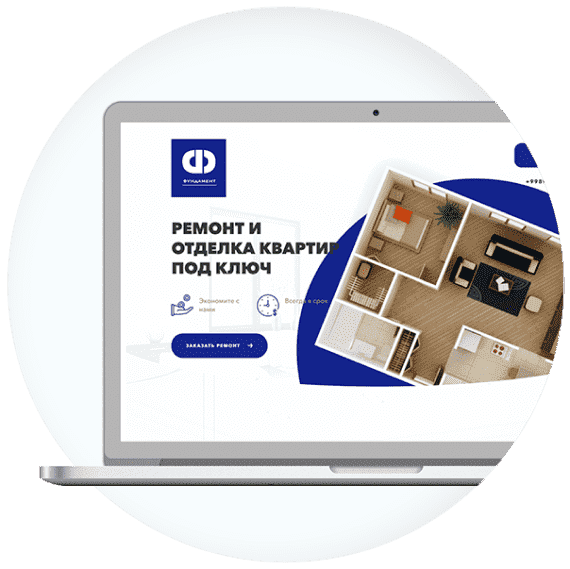 ФУНДАМЕНТ
+998
РЕМОНТ И
ОТДЕЛКА КВАРТИР
ПОД КЛЮЧ
Экономите с
нами
Всегда в срок
ЗАКАЗАТЬ РЕМОНТ